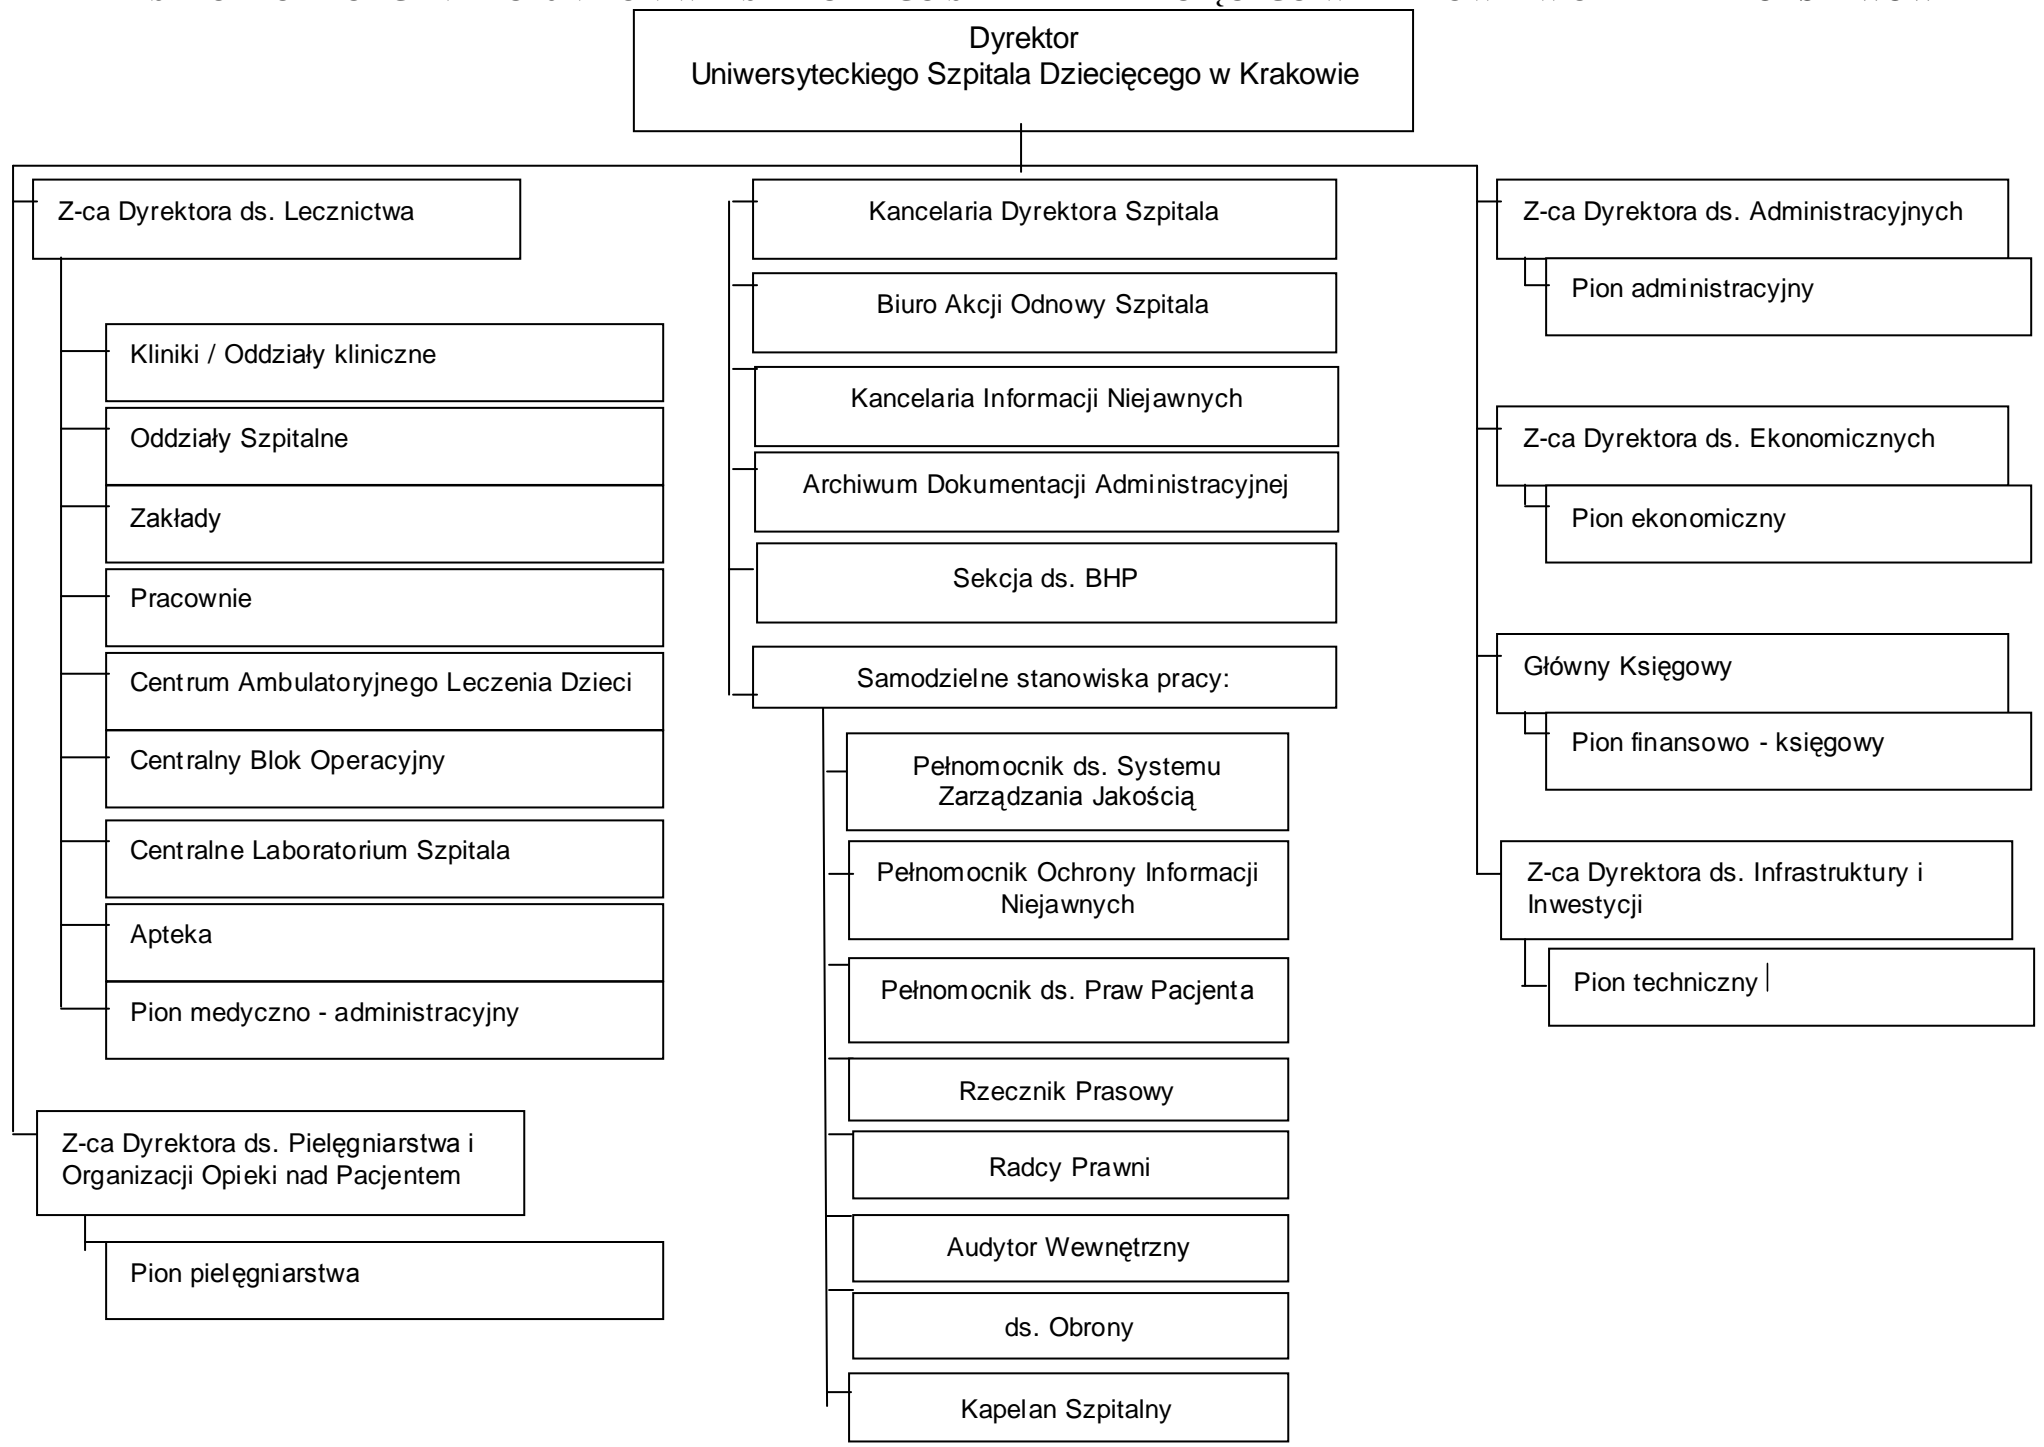 Dyrektor
Uniwersyteckiego Szpitala Dziecięcego w Krakowie
Z-ca Dyrektora ds. Lecznictwa
Kliniki / Oddziały kliniczne
Oddziały Szpitalne
Zakłady
Pracownie
Centrum Ambulatoryjnego Leczenia Dzieci
Centralny Blok Operacyjny
Centralne Laboratorium Szpitala
Apteka
Pion medyczno - administracyjny
Z-ca Dyrektora ds. Pielęgniarstwa i
Organizacji Opieki nad Pacjentem
Pion pielęgniarstwa
Kancelaria Dyrektora Szpitala
Biuro Akcji Odnowy Szpitala
Kancelaria Informacji Niejawnych
Archiwum Dokumentacji Administracyjnej
Sekcja ds. BHP
Samodzielne stanowiska pracy:
Pełnomocnik ds. Systemu
Zarządzania Jakością
Pełnomocnik Ochrony Informacji
Niejawnych
Pełnomocnik ds. Praw Pacjenta
Rzecznik Prasowy
Radcy Prawni
Audytor Wewnętrzny
ds. Obrony
Kapelan Szpitalny
Z-ca Dyrektora ds. Administracyjnych
Pion administracyjny
Z-ca Dyrektora ds. Ekonomicznych
Pion ekonomiczny
Główny Księgowy
Pion finansowo - księgowy
Z-ca Dyrektora ds. Infrastruktury i
Inwestycji
Pion techniczny